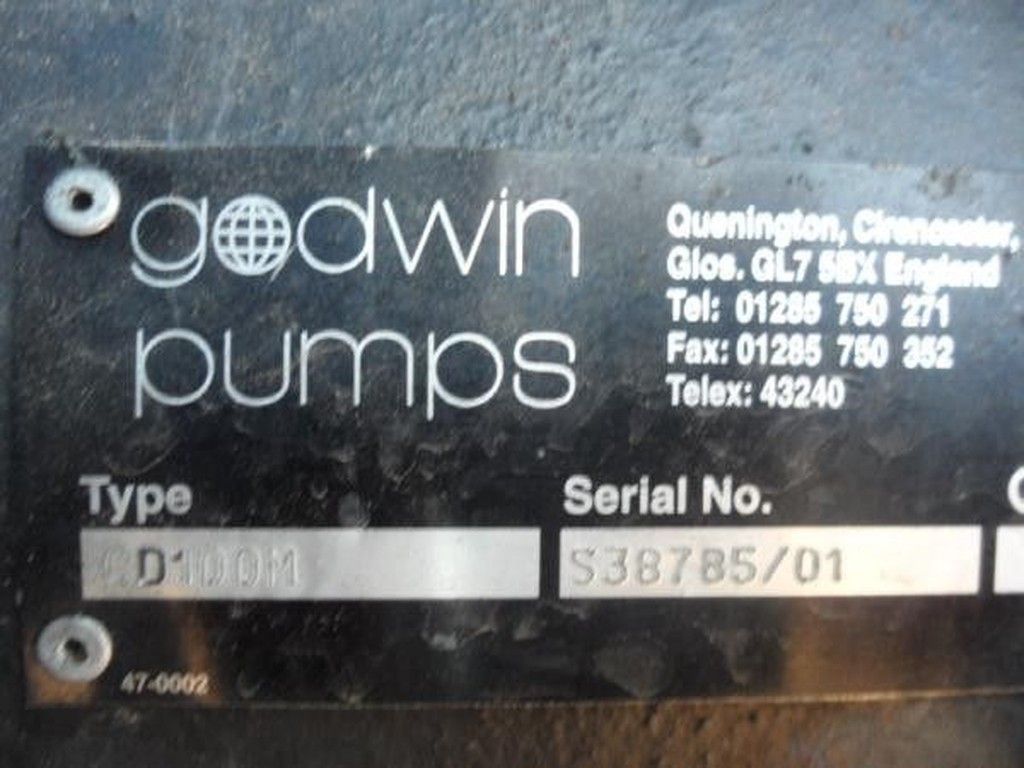 godwin
pumps
Quenington, Cirencester,
Glos. GL7 5BX England
Tel: 01285 750 271
Fax: 01285 750 352
Telex: 43240
Type
Serial No.
CD100M
S38785/01
47-0002